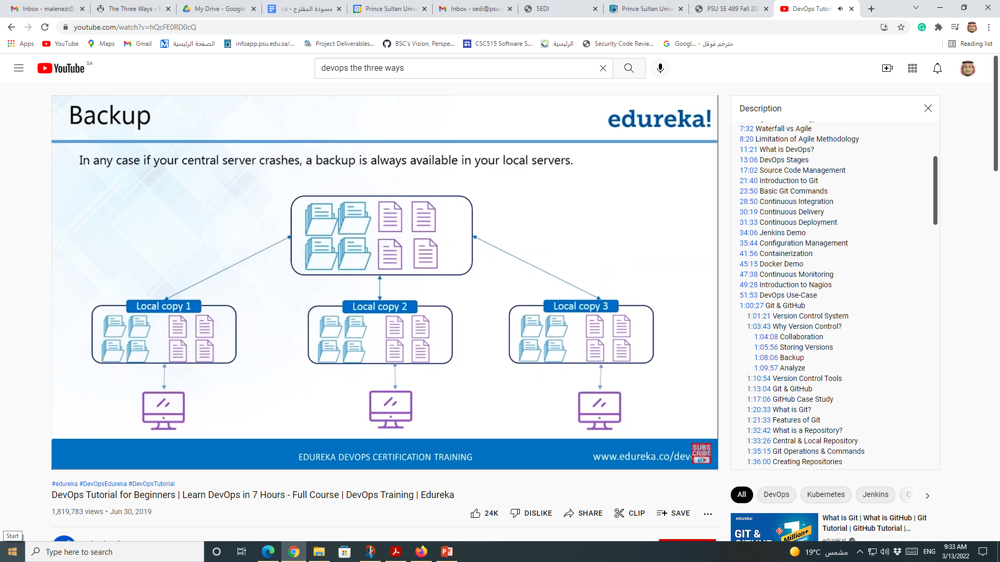 Inbox - malenezi@
The Three Ways - t
My Drive - Google
مسودة المقترح - ocs
Prince Sultan Unive
Inbox - sedi@psu.e
SEDI
Prince Sultan Unive
PSU SE 489 Fall 20
DevOps Tutori
youtube.com/watch?v=hQcFE0RD0cQ
Apps
YouTube
Maps
Gmail
الصفحة الرئيسية
infoapp.psu.edu.sa/...
Project Deliverables...
BSC's Vision, Perspe...
CSC515 Software S...
الرئيسية
Security Code Revie...
مترجم قوقل - Googl...
Reading list
YouTube SA
devops the three ways
Backup
edureka!
In any case if your central server crashes, a backup is always available in your local servers.
Local copy 1
Local copy 2
Local copy 3
EDUREKA DEVOPS CERTIFICATION TRAINING
www.edureka.co/dev
SUBS
CRIBE
Description
7:32 Waterfall vs Agile
8:20 Limitation of Agile Methodology
11:21 What is DevOps?
13:06 DevOps Stages
17:02 Source Code Management
21:40 Introduction to Git
23:50 Basic Git Commands
28:50 Continuous Integration
30:19 Continuous Delivery
31:33 Continuous Deployment
34:06 Jenkins Demo
35:44 Configuration Management
41:56 Containerization
45:15 Docker Demo
47:38 Continuous Monitoring
49:28 Introduction to Nagios
51:53 DevOps Use-Case
1:00:27 Git & GitHub
1:01:21 Version Control System
1:03:43 Why Version Control?
1:04:08 Collaboration
1:05:56 Storing Versions
1:08:06 Backup
1:09:57 Analyze
1:10:54 Version Control Tools
1:13:04 Git & GitHub
1:17:06 GitHub Case Study
1:20:33 What is Git?
1:21:33 Features of Git
1:32:42 What is a Repository?
1:33:26 Central & Local Repository
1:35:15 Git Operations & Commands
1:36:00 Creating Repositories
#edureka #DevOpsEdureka #DevOpsTutorial
DevOps Tutorial for Beginners | Learn DevOps in 7 Hours - Full Course | DevOps Training | Edureka
1,819,783 views • Jun 30, 2019
24K
DISLIKE
SHARE
CLIP
SAVE
All
DevOps
Kubernetes
Jenkins
edureka!
GIT &
Million+
What is Git | What is GitHub | Git
Tutorial | GitHub Tutorial |...
edureka!
Start
Type here to search
19°C مشمس
ENG
9:33 AM
3/13/2022